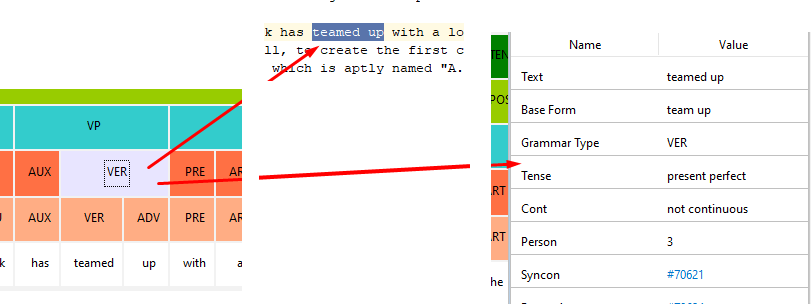 k has teamed up with a lo
ll, to create the first c
which is aptly named "A.
VP
AUX VER PRE AR
U AUX VER ADV PRE AR
k has teamed up with a
TEN
POS
ART
ART
he
Name Value
Text teamed up
Base Form team up
Grammar Type VER
Tense present perfect
Cont not continuous
Person 3
Syncon #70621